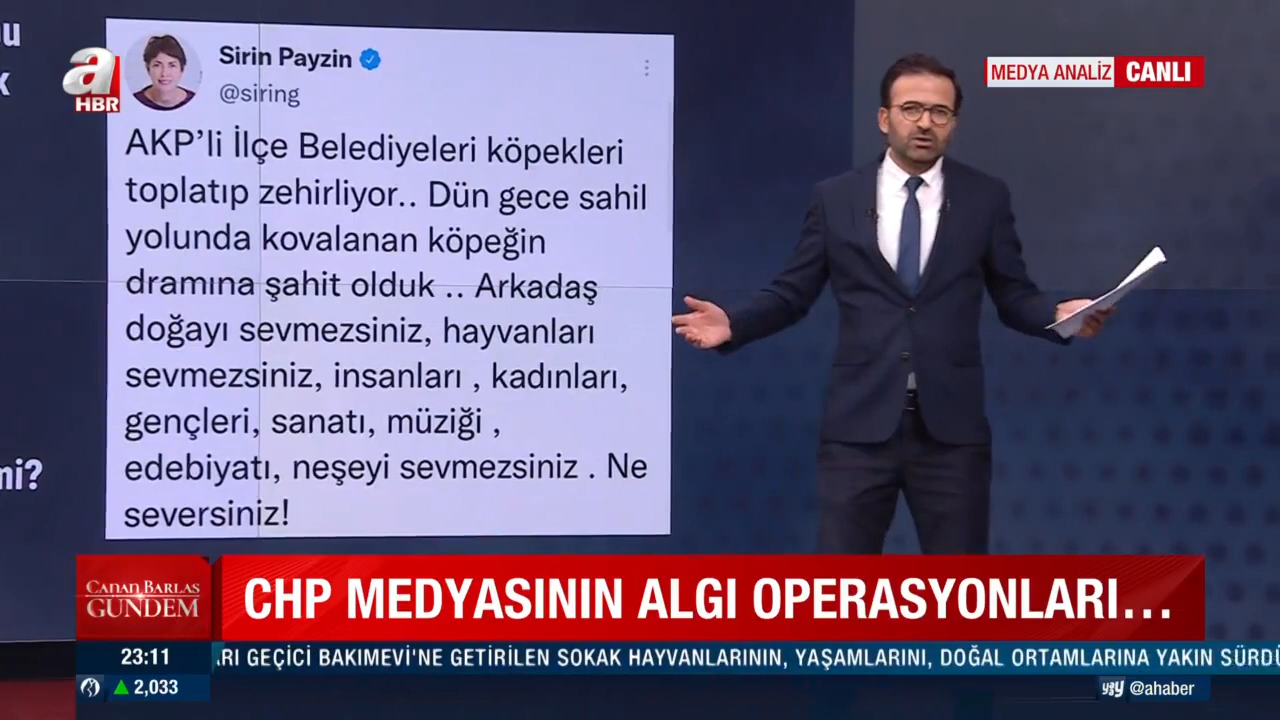 a
HBR
Sirin Payzin
@siring
AKP’li İlçe Belediyeleri köpekleri
toplatıp zehirliyor.. Dün gece sahil
yolunda kovalanan köpeğin
dramına şahit olduk .. Arkadaş
doğayı sevmezsiniz, hayvanları
sevmezsiniz, insanları , kadınları,
gençleri, sanatı, müziği ,
edebiyatı, neşeyi sevmezsiniz . Ne
seversiniz!
MEDYA ANALİZ CANLI
mi?
CANAN BARLAS
GÜNDEM
CHP MEDYASININ ALGI OPERASYONLARI...
23:11
GEÇİCİ BAKIMEVİ'NE GETİRİLEN SOKAK HAYVANLARININ, YAŞAMLARINI, DOĞAL ORTAMLARINA YAKIN
2,033
@ahaber